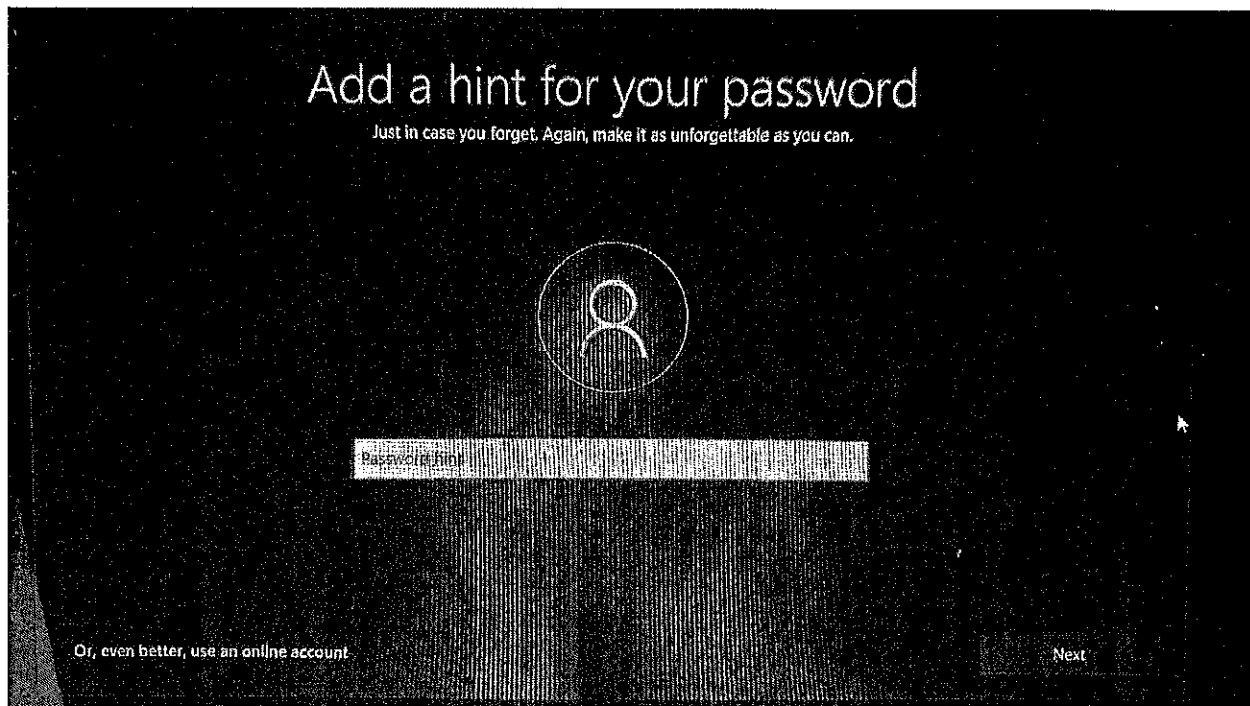 Add a hint for your password
Just in case you forget. Again, make it as unforgettable as you can.
Password hint
Or, even better, use an online account
Next